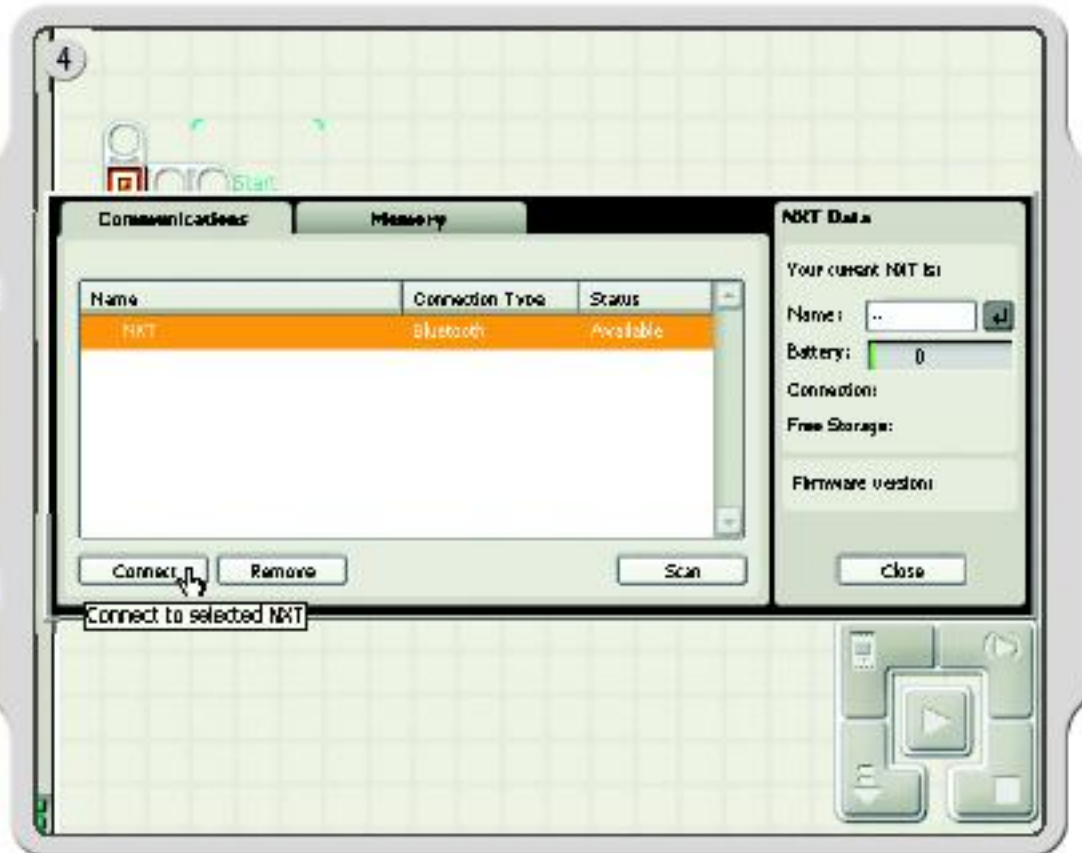 4
Start
Communications Memory
Name Connection Type Status
NXT Bluetooth Available
Connect Remove Scan
Connect to selected NXT
NXT Data
Your current NXT is:
Name: --
Battery: 0
Connection:
Free Storage:
Firmware version:
Close